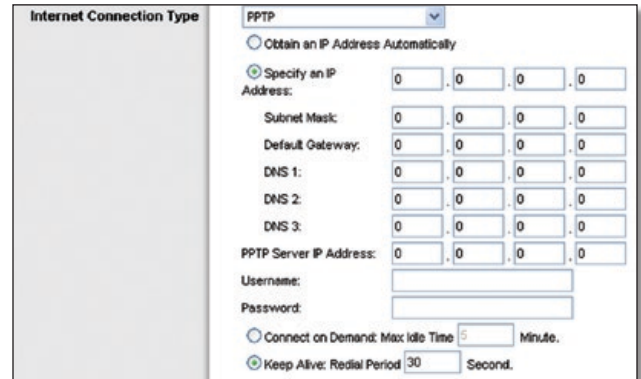 Internet Connection Type PPTP
Obtain an IP Address Automatically
Specify an IP
Address: 0 . 0 . 0 . 0
Subnet Mask: 0 . 0 . 0 . 0
Default Gateway: 0 . 0 . 0 . 0
DNS 1: 0 . 0 . 0 . 0
DNS 2: 0 . 0 . 0 . 0
DNS 3: 0 . 0 . 0 . 0
PPTP Server IP Address: 0 . 0 . 0 . 0
Username:
Password:
Connect on Demand: Max Idle Time 5 Minute.
Keep Alive: Redial Period 30 Second.